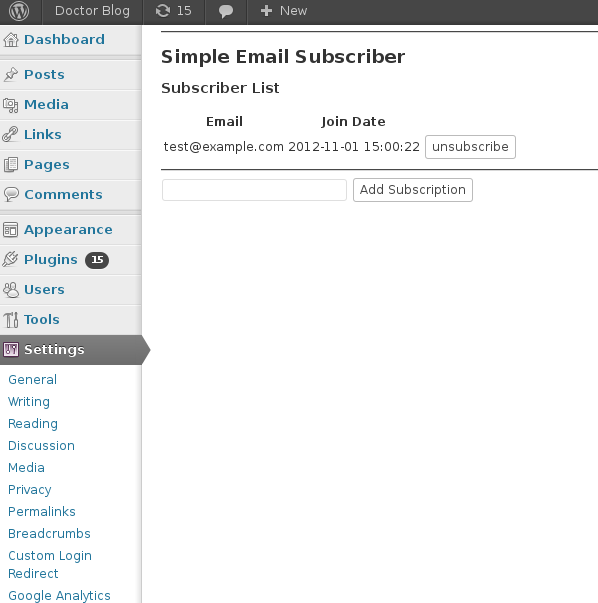 Doctor Blog 15 New
Dashboard
Posts
Media
Links
Pages
Comments
Appearance
Plugins 15
Users
Tools
Settings
General
Writing
Reading
Discussion
Media
Privacy
Permalinks
Breadcrumbs
Custom Login
Redirect
Google Analytics
Simple Email Subscriber
Subscriber List
Email Join Date
test@example.com 2012-11-01 15:00:22 unsubscribe
Add Subscription